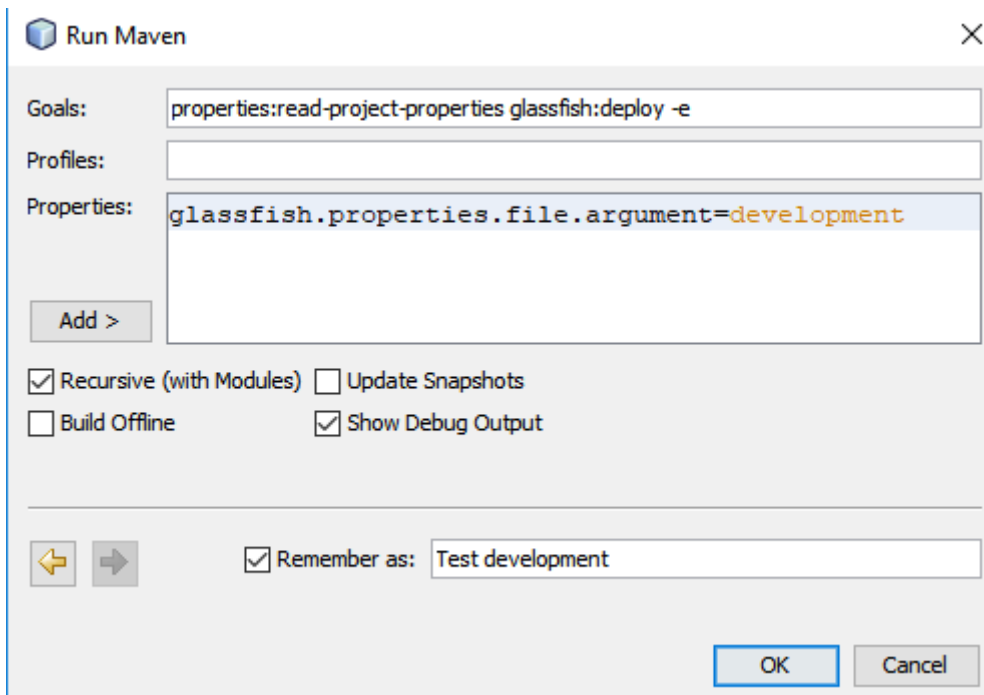 Run Maven
Goals: properties:read-project-properties glassfish:deploy -e
Profiles:
Properties: glassfish.properties.file.argument=development
Add >
Recursive (with Modules) Update Snapshots
Build Offline Show Debug Output
Remember as: Test development
OK Cancel